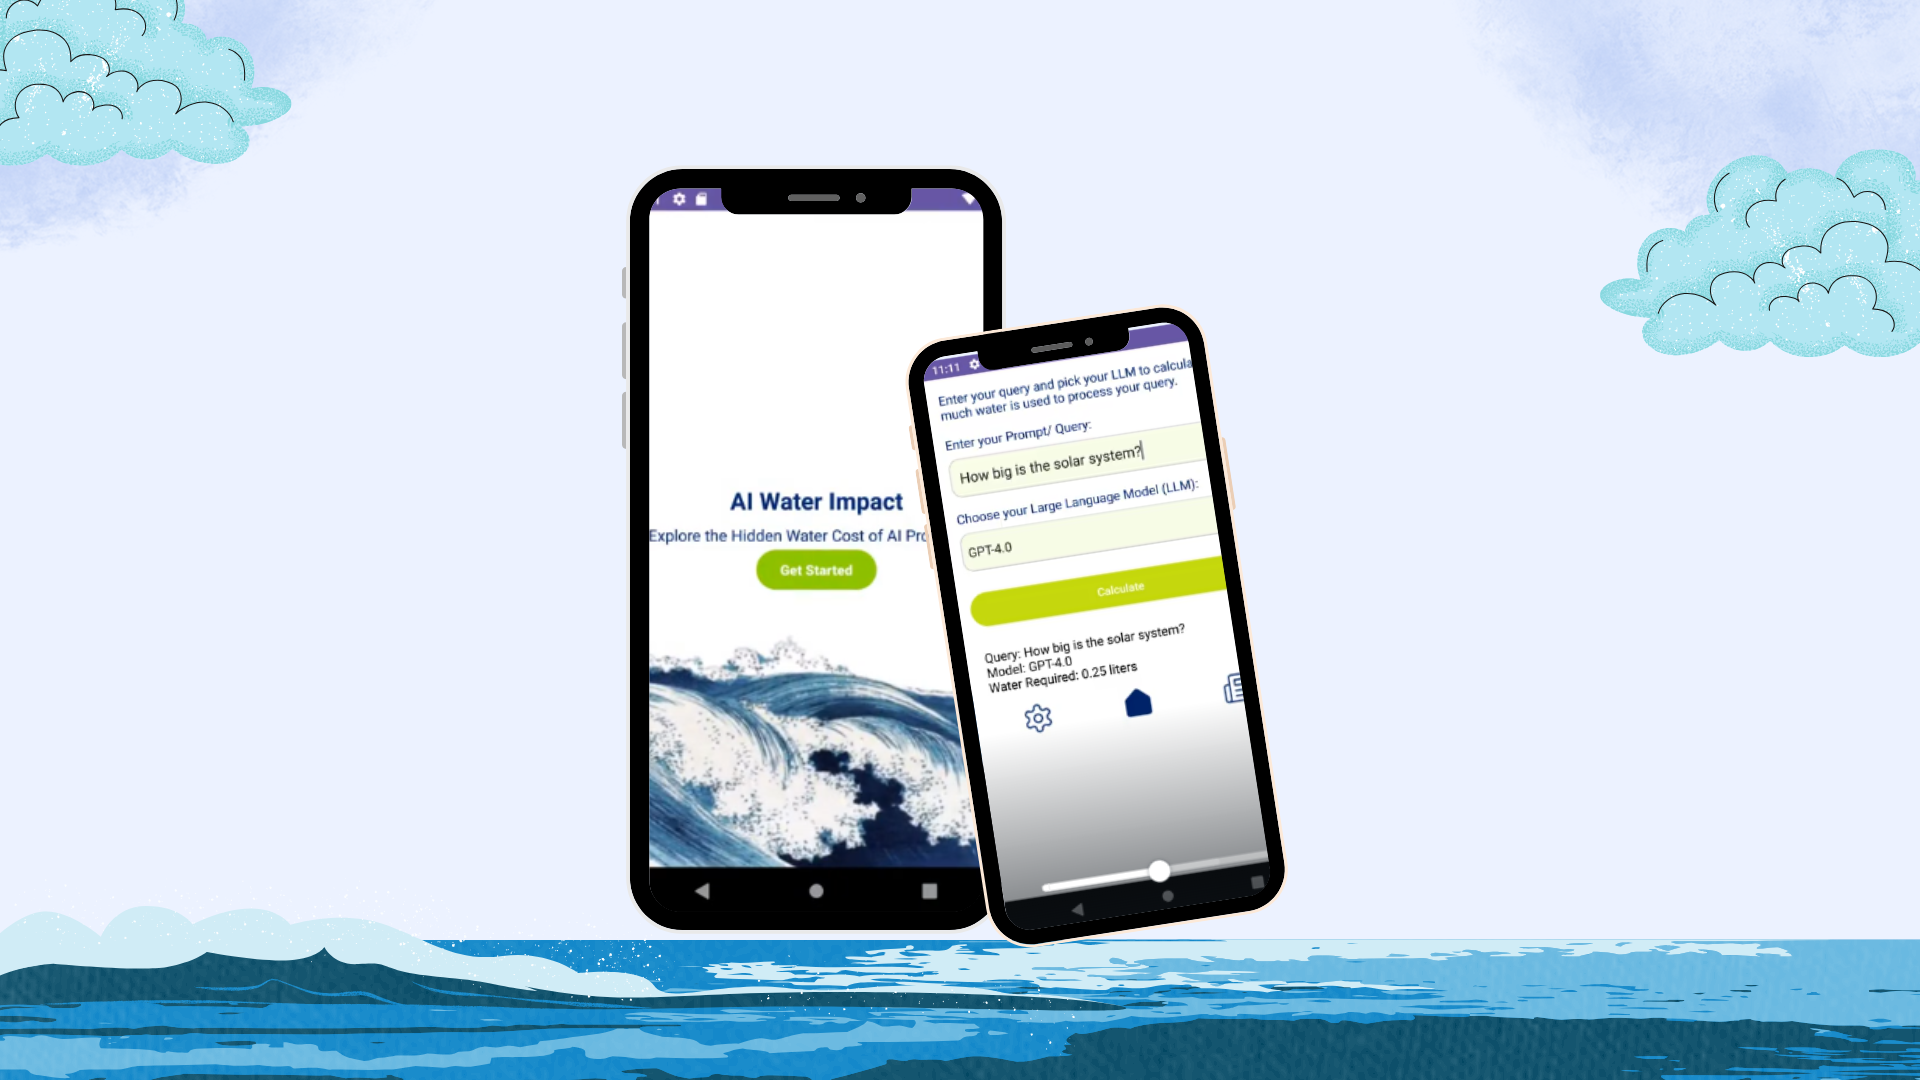 AI Water Impact
Explore the Hidden Water Cost of AI
Get Started
11:11
Enter your query and pick your LLM to
much water is used to process your query.
Enter your Prompt/ Query:
How big is the solar system?
Choose your Large Language Model (LLM):
GPT-4.0
Calculate
Query: How big is the solar system?
Model: GPT-4.0
Water Required: 0.25 liters